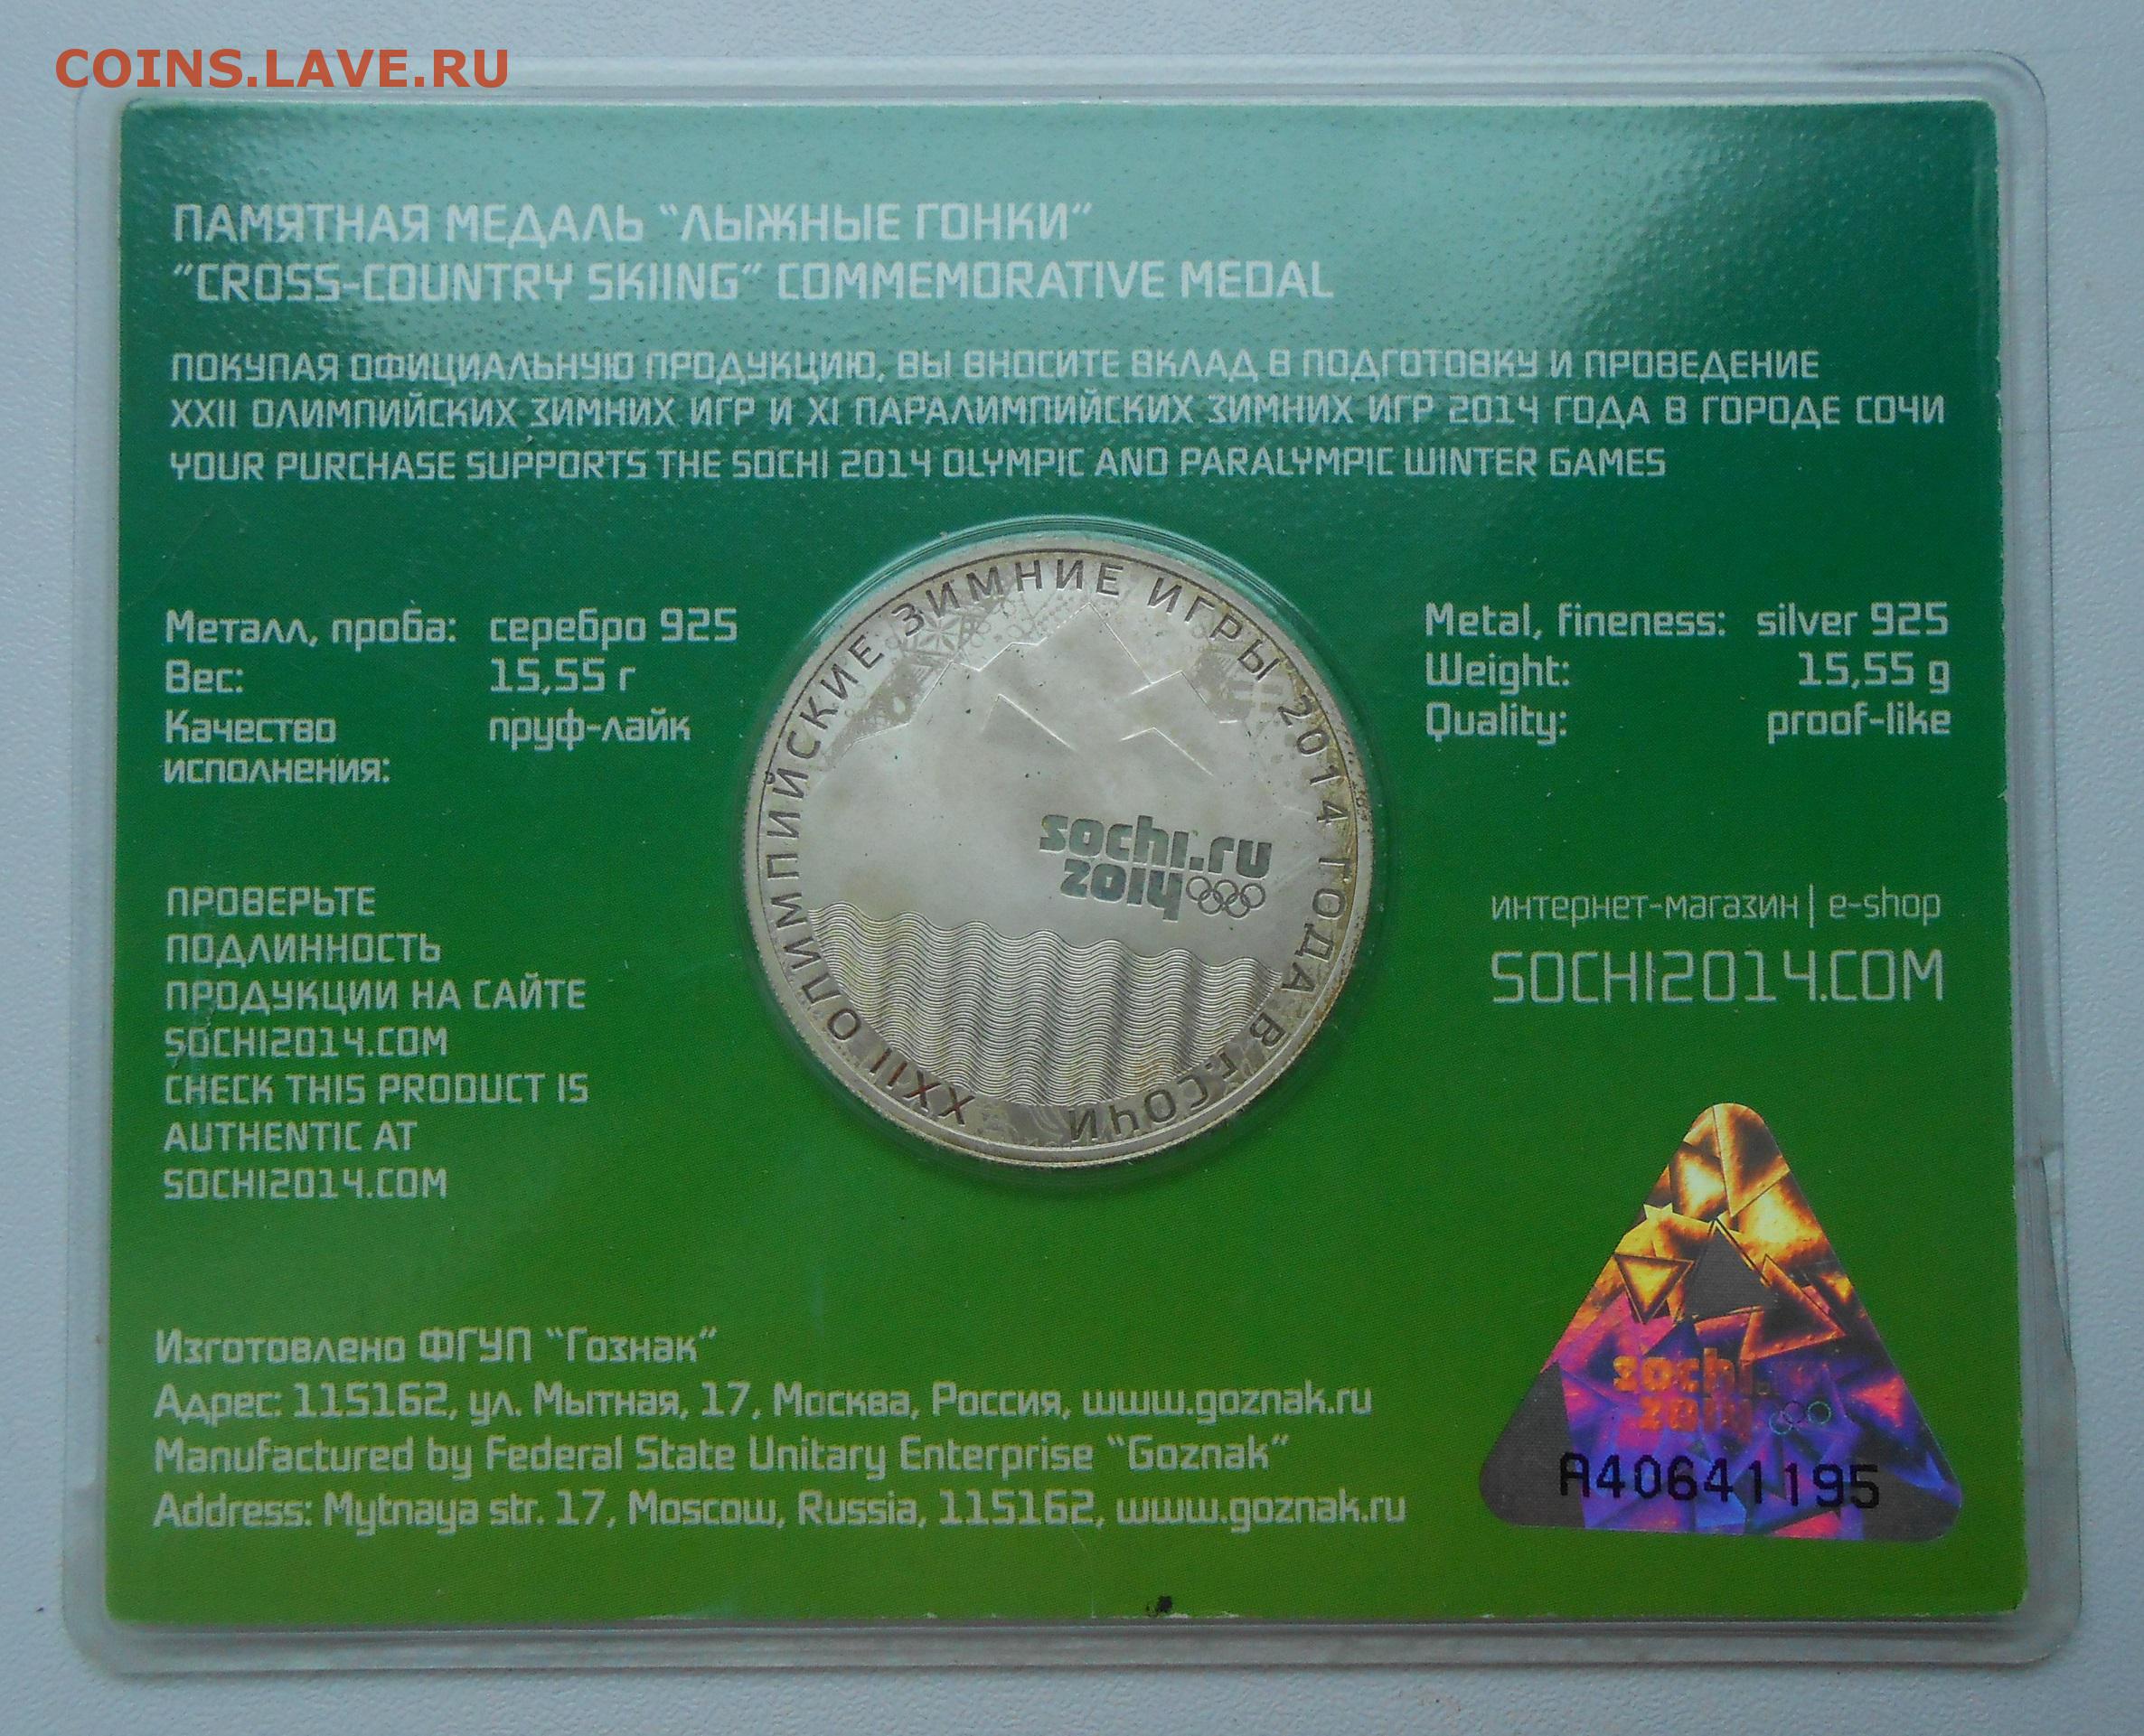 COINS.LAVE.RU
ПАМЯТНАЯ МЕДАЛЬ “ЛЫЖНЫЕ ГОНКИ”
“CROSS-COUNTRY SKIING” COMMEMORATIVE MEDAL
ПОКУПАЯ ОФИЦИАЛЬНУЮ ПРОДУКЦИЮ, ВЫ ВНОСИТЕ ВКЛАД В ПОДГОТОВКУ И ПРОВЕДЕНИЕ
XXII ОЛИМПИЙСКИХ ЗИМНИХ ИГР И XI ПАРАЛИМПИЙСКИХ ЗИМНИХ ИГР 2014 ГОДА В ГОРОДЕ СОЧИ
YOUR PURCHASE SUPPORTS THE SOCHI 2014 OLYMPIC AND PARALYMPIC WINTER GAMES
Металл, проба: серебро 925
Вес: 15,55 г
Качество пруф-лайк
исполнения:
XXII ОЛИМПИЙСКИЕ ЗИМНИЕ ИГРЫ 2014 ГОДА В Г.СОЧИ
sochi.ru
2014
Metal, fineness: silver 925
Weight: 15,55 g
Quality: proof-like
ПРОВЕРЬТЕ
ПОДЛИННОСТЬ
ПРОДУКЦИИ НА САЙТЕ
SOCHI2014.COM
CHECK THIS PRODUCT IS
AUTHENTIC AT
SOCHI2014.COM
интернет-магазин | e-shop
SOCHI2014.COM
Изготовлено ФГУП “Гознак”
Адрес: 115162, ул. Мытная, 17, Москва, Россия, www.goznak.ru
Manufactured by Federal State Unitary Enterprise “Goznak”
Address: Mytnaya str. 17, Moscow, Russia, 115162, www.goznak.ru
sochi.
2014
A40641195